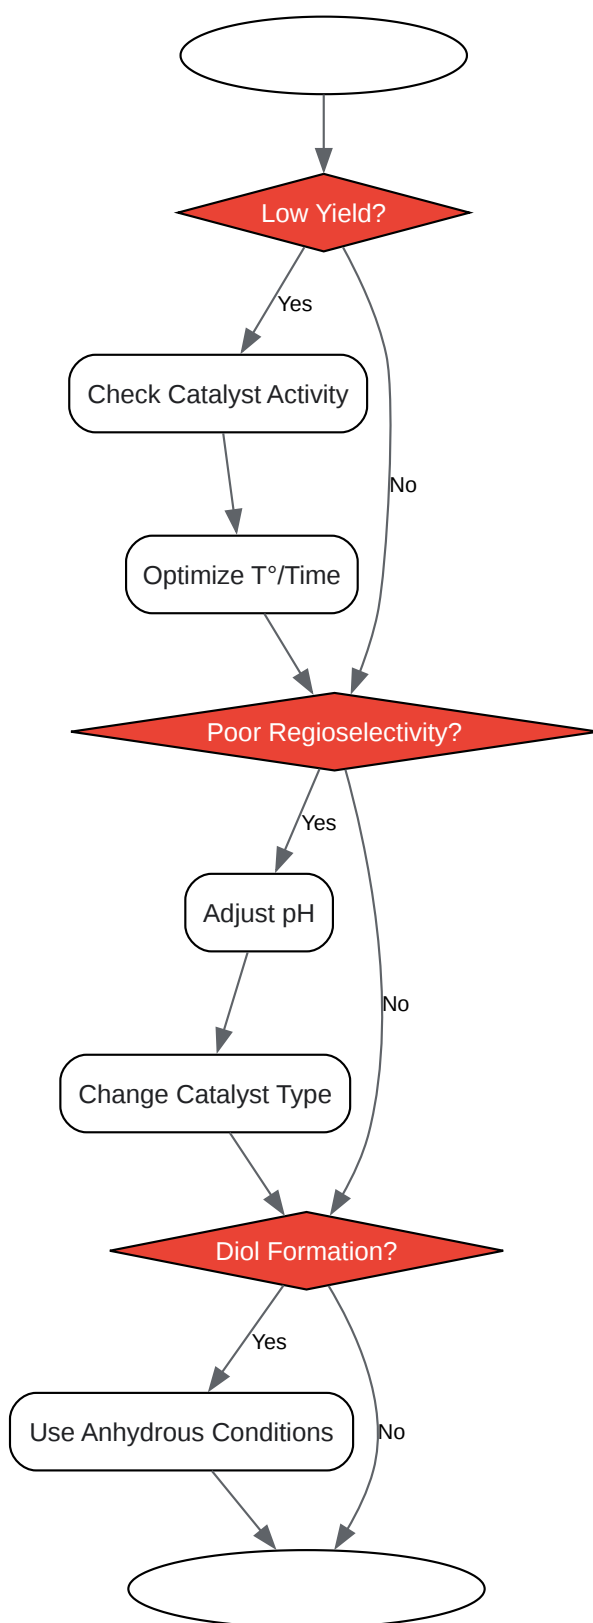 Low Yield?
Yes
Check Catalyst Activity
No
Optimize T°/Time
Poor Regioselectivity?
Yes
Adjust pH
No
Change Catalyst Type
Diol Formation?
Yes
Use Anhydrous Conditions
No